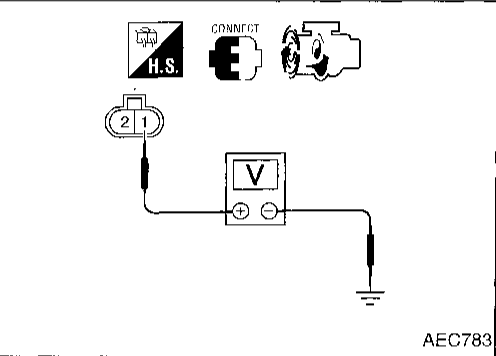 CONNECT
H.S.
2 1
V
+ −
AEC783